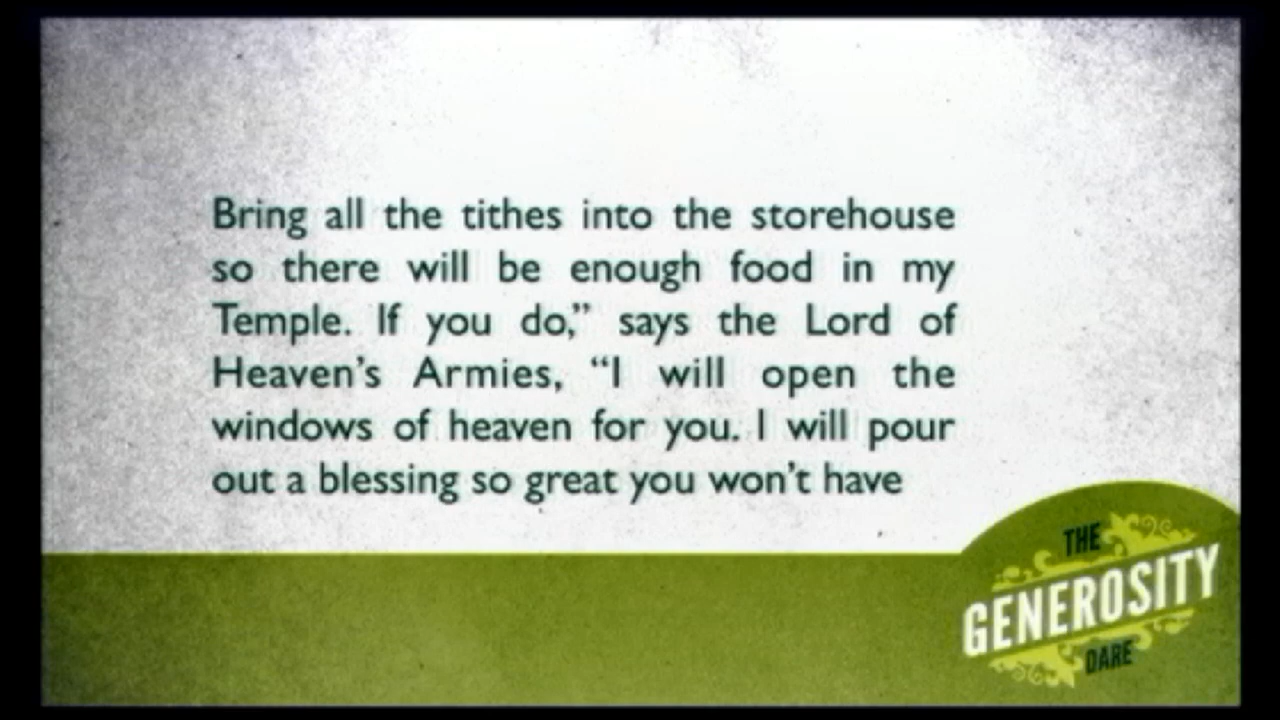 Bring all the tithes into the storehouse
so there will be enough food in my
Temple. If you do,” says the Lord of
Heaven’s Armies, “I will open the
windows of heaven for you. I will pour
out a blessing so great you won’t have
THE
GENEROSITY
DARE